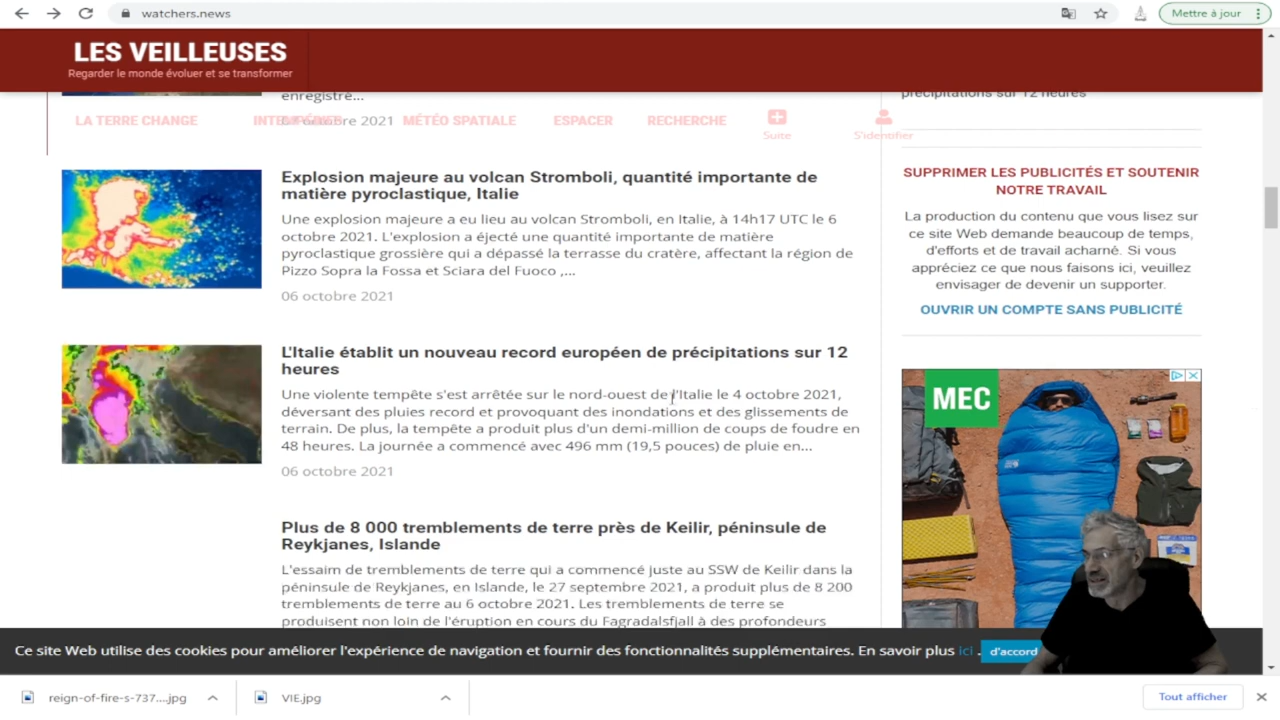 watchers.news
Mettre à jour
LES VEILLEUSES
Regarder le monde évoluer et se transformer
enregistré...
octobre 2021
LA TERRE CHANGE
MÉTÉO SPATIALE
ESPACER
RECHERCHE
Suite
S'identifier
Explosion majeure au volcan Stromboli, quantité importante de
matière pyroclastique, Italie
Une explosion majeure a eu lieu au volcan Stromboli, en Italie, à 14h17 UTC le 6
octobre 2021. L'explosion a éjecté une quantité importante de matière
pyroclastique grossière qui a dépassé la terrasse du cratère, affectant la région de
Pizzo Sopra la Fossa et Sciara del Fuoco ,...
06 octobre 2021
L'Italie établit un nouveau record européen de précipitations sur 12
heures
Une violente tempête s'est arrêtée sur le nord-ouest de l'Italie le 4 octobre 2021,
déversant des pluies record et provoquant des inondations et des glissements de
terrain. De plus, la tempête a produit plus d'un demi-million de coups de foudre en
48 heures. La journée a commencé avec 496 mm (19,5 pouces) de pluie en...
06 octobre 2021
Plus de 8 000 tremblements de terre près de Keilir, péninsule de
Reykjanes, Islande
L'essaim de tremblements de terre qui a commencé juste au SSW de Keilir dans la
péninsule de Reykjanes, en Islande, le 27 septembre 2021, a produit plus de 8 200
tremblements de terre au 6 octobre 2021. Les tremblements de terre se
produisent non loin de l'éruption en cours du Fagradalsfjall à des profondeurs
précipitations sur 12 heures
SUPPRIMER LES PUBLICITÉS ET SOUTENIR
NOTRE TRAVAIL
La production du contenu que vous lisez sur
ce site Web demande beaucoup de temps,
d'efforts et de travail acharné. Si vous
appréciez ce que nous faisons ici, veuillez
envisager de devenir un supporter.
OUVRIR UN COMPTE SANS PUBLICITÉ
MEC
Ce site Web utilise des cookies pour améliorer l'expérience de navigation et fournir des fonctionnalités supplémentaires. En savoir plus ici .
d'accord
reign-of-fire-s-737....jpg
VIE.jpg
Tout afficher